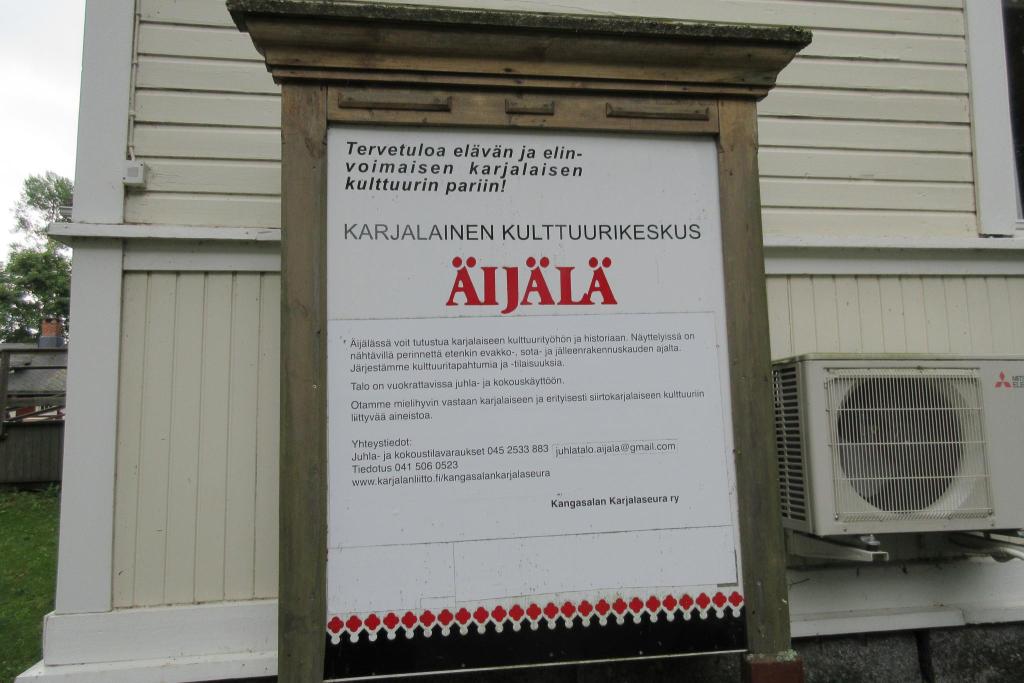 Tervetuloa elävän ja elin-
voimaisen karjalaisen
kulttuurin pariin!
KARJALAINEN KULTTUURIKESKUS
ÄIJÄLÄ
Äijälässä voit tutustua karjalaiseen kulttuurityöhön ja historiaan. Näyttelyissä on
nähtävillä perinnettä etenkin evakko-, sota- ja jälleenrakennuskauden ajalta.
Järjestämme kulttuuritapahtumia ja -tilaisuuksia.
Talo on vuokrattavissa juhla- ja kokouskäyttöön.
Otamme mielihyvin vastaan karjalaiseen ja erityisesti siirtokarjalaiseen kulttuuriin
liittyvää aineistoa.
Yhteystiedot:
Juhla- ja kokoustilavaraukset 045 2533 883 juhlatalo.aijala@gmail.com
Tiedotus 041 506 0523
www.karjalanliitto.fi/kangasalankarjalaseura
Kangasalan Karjalaseura ry